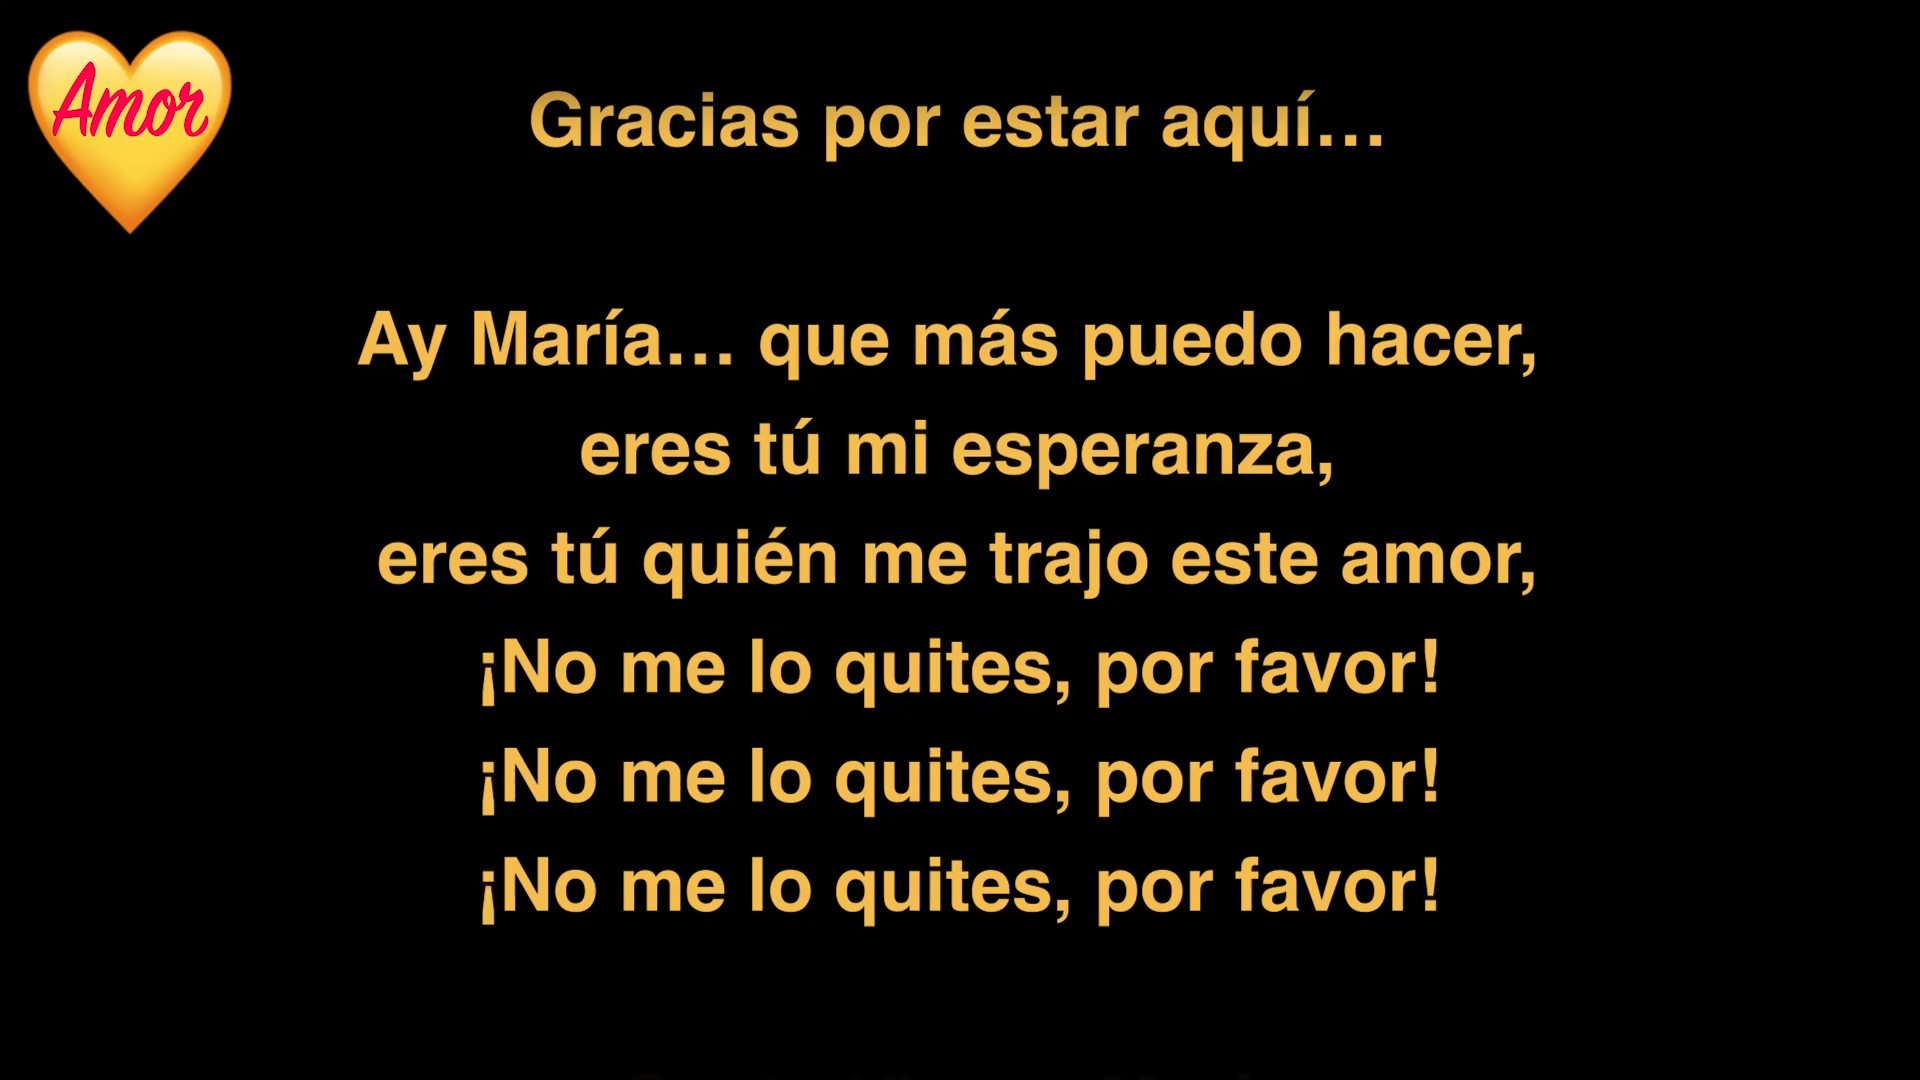 Amor
Gracias por estar aquí...
Ay María... que más puedo hacer,
eres tú mi esperanza,
eres tú quién me trajo este amor,
¡No me lo quites, por favor!
¡No me lo quites, por favor!
¡No me lo quites, por favor!